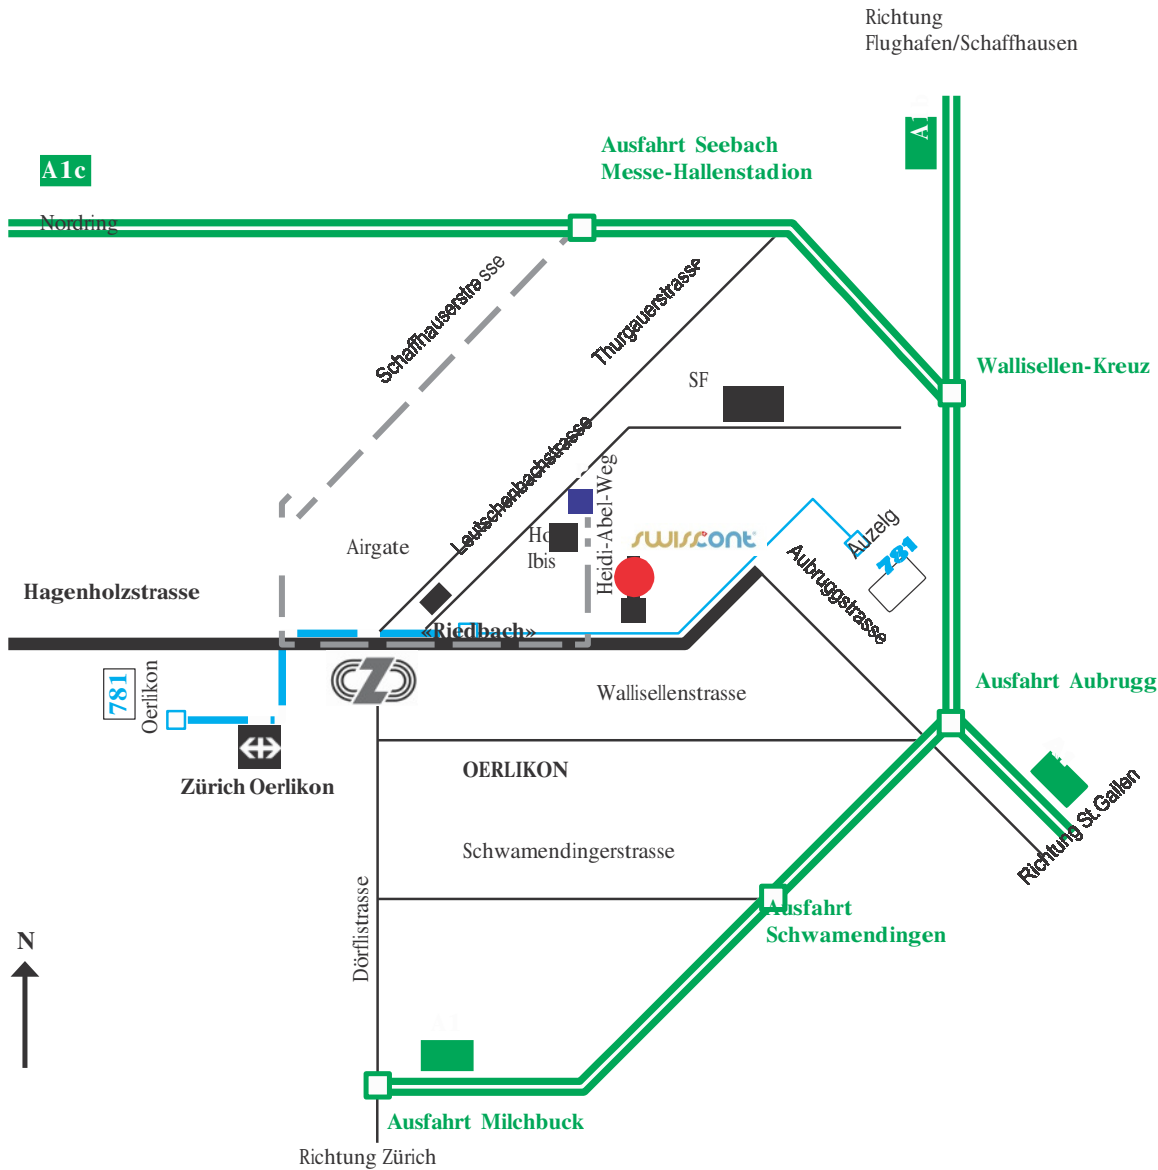 Richtung
Flughafen/Schaffhausen
A
Ausfahrt Seebach
Messe-Hallenstadion
A1c
Nordring
Schaffhauserstrasse
Thurgauerstrasse
Wallisellen-Kreuz
SF
Leutschenbachstrasse
Heidi-Abel-Weg
Ibis
Airgate
swisscont
Auzelg
781
Aubruggstrasse
Hagenholzstrasse
«Riedbach»
781
Oerlikon
Z
Wallisellenstrasse
Ausfahrt Aubrugg
Zürich Oerlikon
OERLIKON
Richtung St.Gallen
Schwamendingerstrasse
Dörflistrasse
Ausfahrt
Schwamendingen
N
Ausfahrt Milchbuck
Richtung Zürich